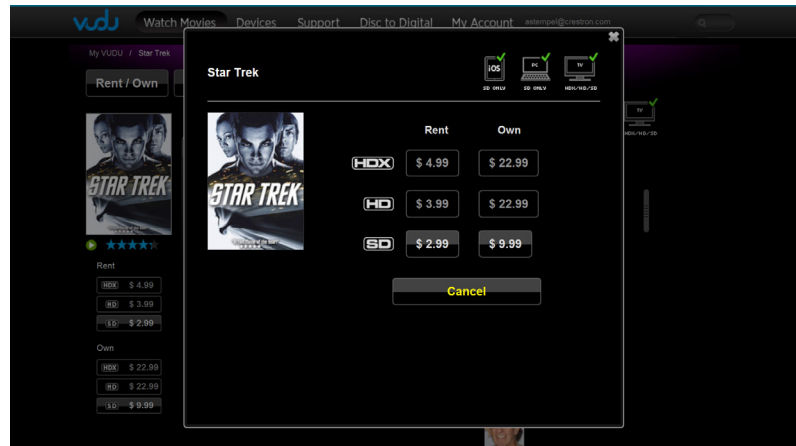 vudu Watch Movies Devices Support Disc to Digital My Account astempel@crestron.com
My VUDU / Star Trek
Rent / Own
Star Trek
iOS PC TV
SD ONLY SD ONLY HDX/HD/SD
TV
HDX/HD/SD
STAR TREK
STAR TREK
Rent Own
HDX $ 4.99 $ 22.99
HD $ 3.99 $ 22.99
SD $ 2.99 $ 9.99
Cancel
Rent
HDX $ 4.99
HD $ 3.99
SD $ 2.99
Own
HDX $ 22.99
HD $ 22.99
SD $ 9.99